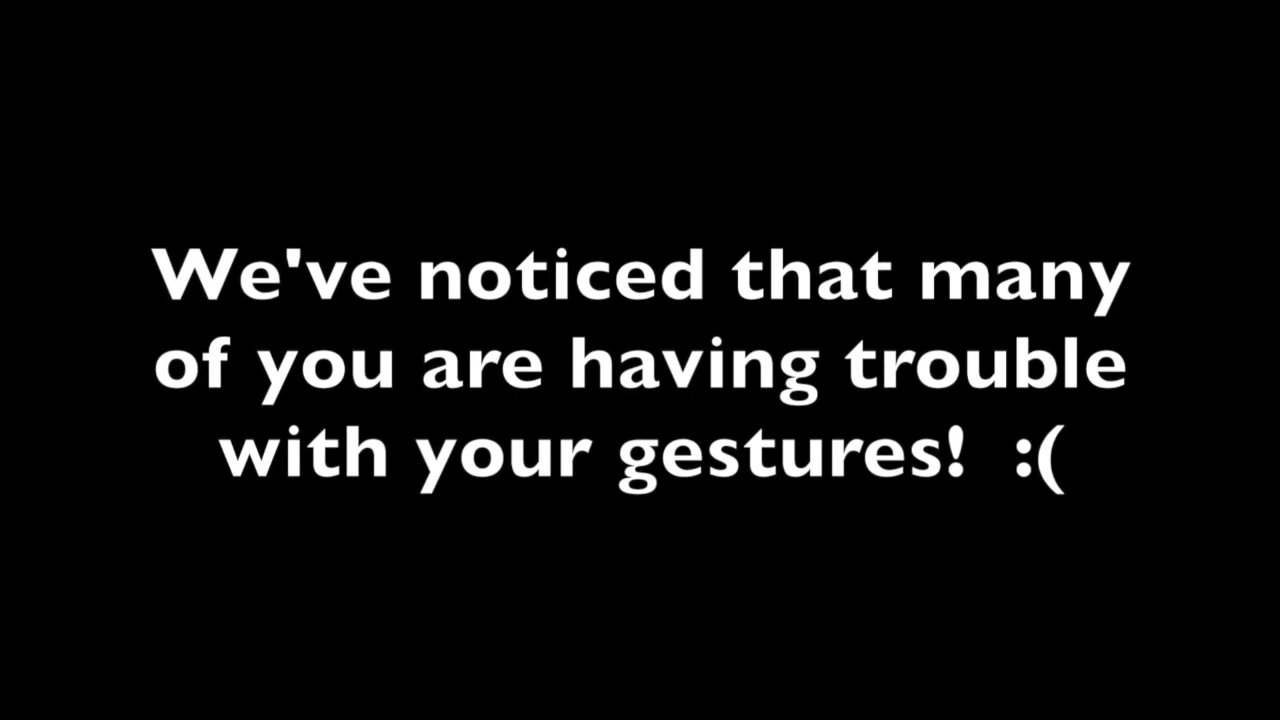 We've noticed that many
of you are having trouble
with your gestures!  :(